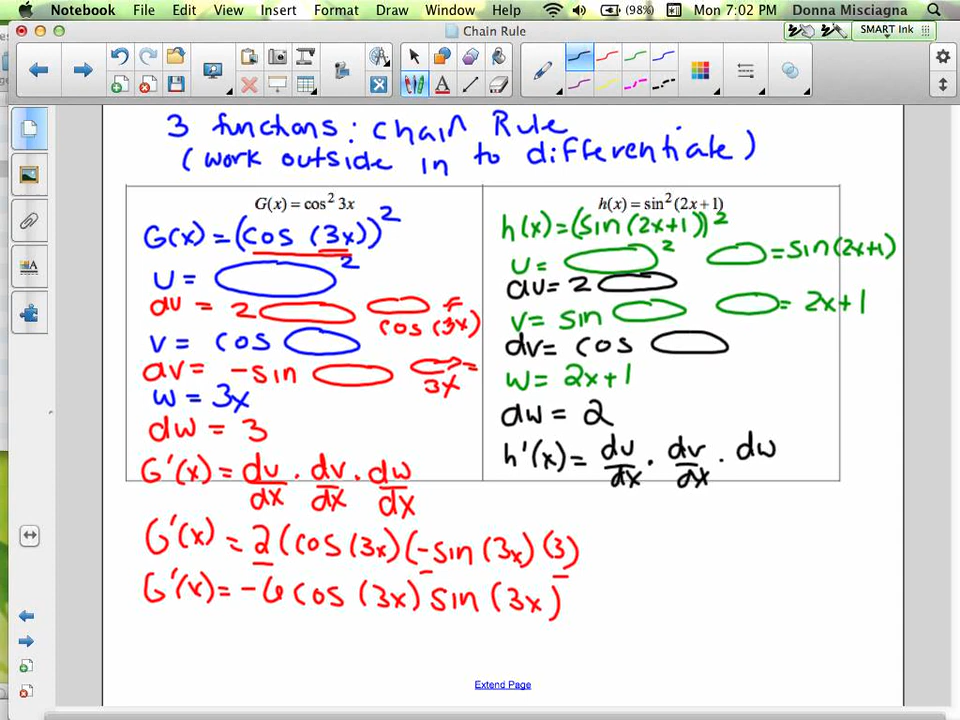 Notebook File Edit View Insert Format Draw Window Help (98%) Mon 7:02 PM Donna Misciagna
Chain Rule
SMART Ink
3 functions: Chain Rule
(work outside in to differentiate)
G(x) = cos² 3x
G(x) = (cos (3x))²
u = ²
du = 2 = cos (3x)
v = cos
dv = -sin = 3x
w = 3x
dw = 3
G'(x) = du/dx · dv/dx · dw/dx
G'(x) = 2 (cos (3x) (-sin (3x) (3)
G'(x) = -6 cos (3x) sin (3x)
h(x) = sin² (2x + 1)
h(x) = (sin (2x+1))²
u = ² = sin(2x+1)
du = 2
v = sin = 2x+1
dv = cos
w = 2x+1
dw = 2
h'(x) = du/dx · dv/dx · dw
Extend Page